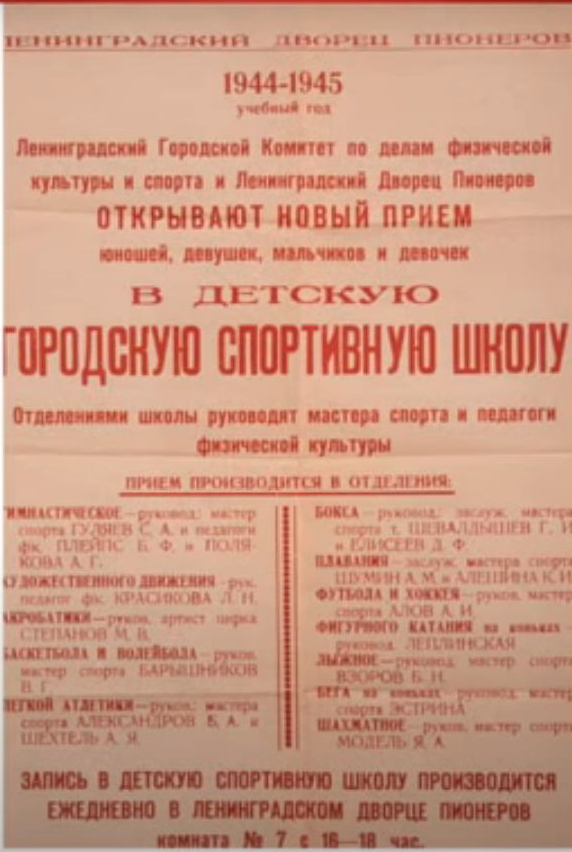 ЛЕНИНГРАДСКИЙ ДВОРЕЦ ПИОНЕРОВ
1944-1945
учебный год
Ленинградский Городской Комитет по делам физической
культуры и спорта и Ленинградский Дворец Пионеров
ОТКРЫВАЮТ НОВЫЙ ПРИЕМ
юношей, девушек, мальчиков и девочек
В ДЕТСКУЮ
ГОРОДСКУЮ СПОРТИВНУЮ ШКОЛУ
Отделениями школы руководят мастера спорта и педагоги
физической культуры
ПРИЕМ ПРОИЗВОДИТСЯ В ОТДЕЛЕНИЯ:
ГИМНАСТИЧЕСКОЕ—руковод.: мастер
спорта ГУЛЯЕВ С. А. и педагоги
физ. ПЛЕЙПС Б. Ф. и ПОЛЯ-
КОВА А. Г.
ХУДОЖЕСТВЕННОГО ДВИЖЕНИЯ—рук.
педагог физ. КРАСИКОВА Л. Н.
АКРОБАТИКИ—руков. артист цирка
СТЕПАНОВ М. В.
БАСКЕТБОЛА И ВОЛЕЙБОЛА—руков.
мастер спорта БАРЫШНИКОВ
В. Г.
ЛЕГКОЙ АТЛЕТИКИ—руков.: мастера
спорта АЛЕКСАНДРОВ Б. А. и
ШЕХТЕЛЬ А. Я.
БОКСА—руковод.: заслуж. мастера
спорта т. ШЕВАЛДЫШЕВ Г. И
и ЕЛИСЕЕВ Д. Ф.
ПЛАВАНИЯ—заслуж. мастера спорта
ШУМИН А. М. и АЛЕШИНА К. И
ФУТБОЛА И ХОККЕЯ—руков. мастер
спорта АЛОВ А. И.
ФИГУРНОГО КАТАНИЯ на коньках—
руковод. ЛЕПЛИНСКАЯ
ЛЫЖНОЕ—руковод. мастер спорта
ВЗОРОВ Б. Н.
БЕГА на коньках—руковод. мастер
спорта ЭСТРИНА
ШАХМАТНОЕ—руков. мастер спорта
МОДЕЛЬ Я. А.
ЗАПИСЬ В ДЕТСКУЮ СПОРТИВНУЮ ШКОЛУ ПРОИЗВОДИТСЯ
ЕЖЕДНЕВНО В ЛЕНИНГРАДСКОМ ДВОРЦЕ ПИОНЕРОВ
комната № 7 с 16—18 час.